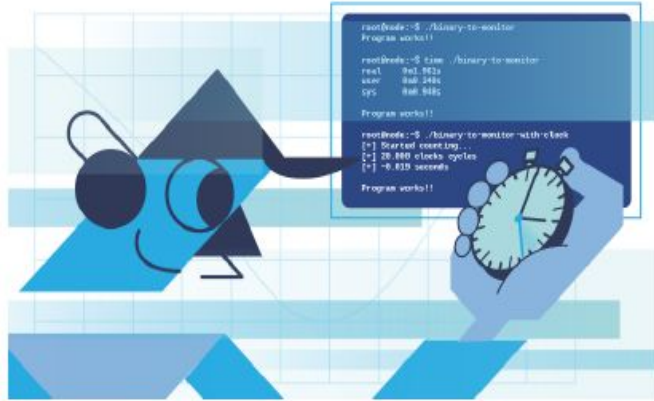 root@node:~$ ./binary-to-monitor
Program works!!
root@node:~$ time ./binary-to-monitor
real 0m1.961s
user 0m0.340s
sys 0m0.940s
Program works!!
root@node:~$ ./binary-to-monitor-with-clock
[+] Started counting...
[+] 20.000 clocks cycles
[+] ~0.019 seconds
Program works!!